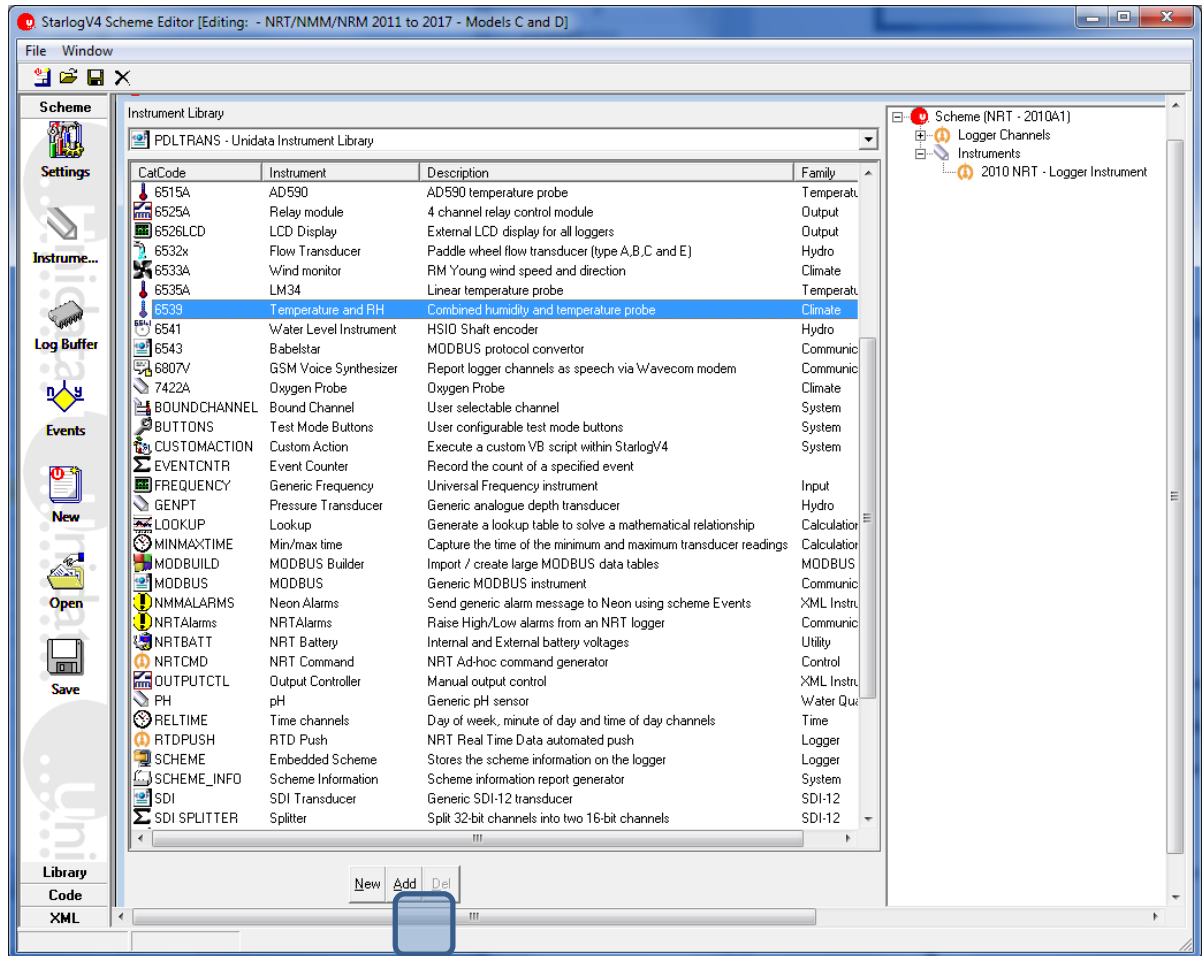 StarlogV4 Scheme Editor [Editing: - NRT/NMM/NRM 2011 to 2017 - Models C and D]
File Window
Scheme
Settings
Instrume...
Log Buffer
Events
New
Open
Save
Library
Code
XML
Instrument Library
PDLTRANS - Unidata Instrument Library
CatCode Instrument Description Family
6515A AD590 AD590 temperature probe Temperatu
6525A Relay module 4 channel relay control module Output
6526LCD LCD Display External LCD display for all loggers Output
6532x Flow Transducer Paddle wheel flow transducer (type A,B,C and E) Hydro
6533A Wind monitor RM Young wind speed and direction Climate
6535A LM34 Linear temperature probe Temperatu
6539 Temperature and RH Combined humidity and temperature probe Climate
6541 Water Level Instrument HSIO Shaft encoder Hydro
6543 Babelstar MODBUS protocol convertor Communic
6807V GSM Voice Synthesizer Report logger channels as speech via Wavecom modem Communic
7422A Oxygen Probe Oxygen Probe Climate
BOUNDCHANNEL Bound Channel User selectable channel System
BUTTONS Test Mode Buttons User configurable test mode buttons System
CUSTOMACTION Custom Action Execute a custom VB script within StarlogV4 System
EVENTCNTR Event Counter Record the count of a specified event
FREQUENCY Generic Frequency Universal Frequency instrument Input
GENPT Pressure Transducer Generic analogue depth transducer Hydro
LOOKUP Lookup Generate a lookup table to solve a mathematical relationship Calculation
MINMAXTIME Min/max time Capture the time of the minimum and maximum transducer readings Calculation
MODBUILD MODBUS Builder Import / create large MODBUS data tables MODBUS
MODBUS MODBUS Generic MODBUS instrument Communic
NMMALARMS Neon Alarms Send generic alarm message to Neon using scheme Events XML Instru
NRTAlarms NRTAlarms Raise High/Low alarms from an NRT logger Communic
NRTBATT NRT Battery Internal and External battery voltages Utility
NRTCMD NRT Command NRT Ad-hoc command generator Control
OUTPUTCTL Output Controller Manual output control XML Instru
PH pH Generic pH sensor Water Qua
RELTIME Time channels Day of week, minute of day and time of day channels Time
RTDPUSH RTD Push NRT Real Time Data automated push Logger
SCHEME Embedded Scheme Stores the scheme information on the logger Logger
SCHEME_INFO Scheme Information Scheme information report generator System
SDI SDI Transducer Generic SDI-12 transducer SDI-12
SDI SPLITTER Splitter Split 32-bit channels into two 16-bit channels SDI-12
New Add Del
Scheme (NRT - 2010A1)
Logger Channels
Instruments
2010 NRT - Logger Instrument